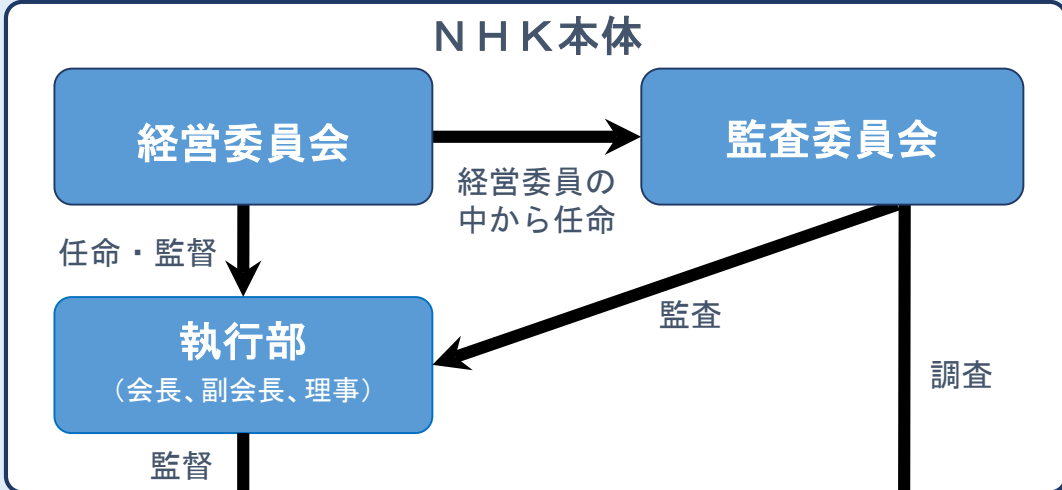 ＮＨＫ本体
経営委員会
監査委員会
経営委員の
中から任命
任命・監督
執行部
（会長、副会長、理事）
監査
調査
監督